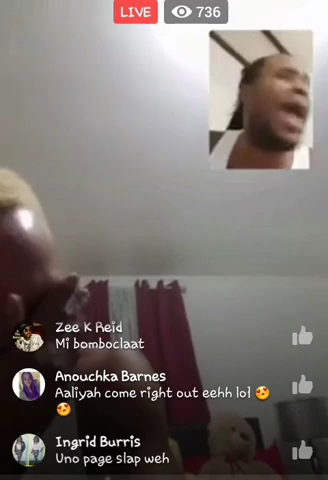 LIVE 736
Zee K Reid
Mi bomboclaat
Anouchka Barnes
Aaliyah come right out eehh lol 😍
😍
Ingrid Burris
Uno page slap weh